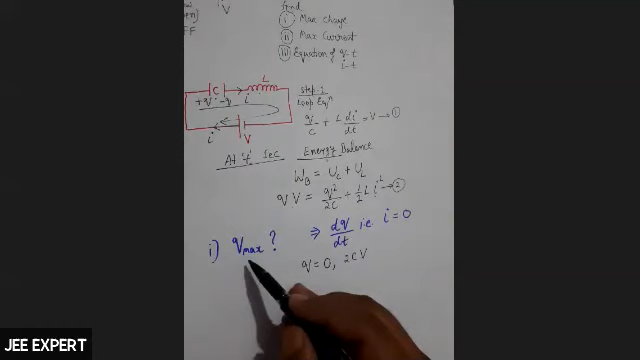 find
(i) Max charge
(ii) Max Current
(iii) Equation of q-t
i-t
V
FF
C
L
+q -q i
i
V
step-1
Loop Eqⁿ
q/C + L di/dt = V → (1)
At 't' sec
Energy Balance
W_B = U_C + U_L
qV = q²/2C + 1/2 L i² → (2)
i) q_max ?
⇒ dq/dt i.e. i = 0
q = 0, 2CV
JEE EXPERT